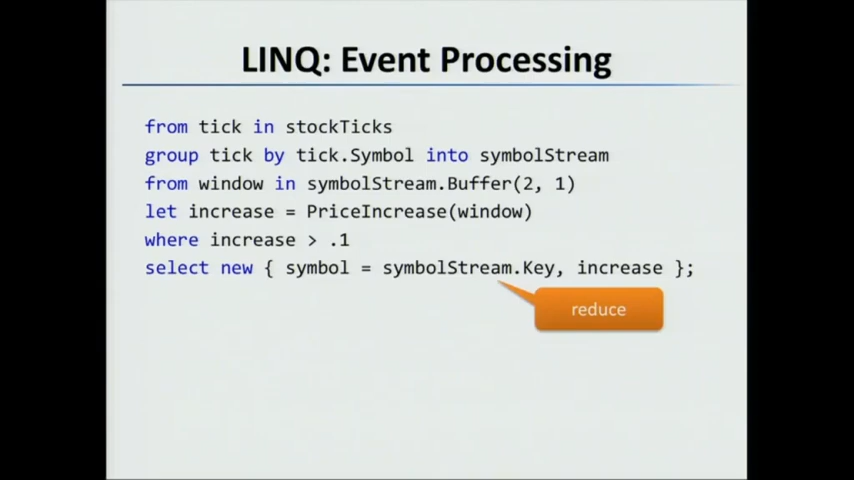 LINQ: Event Processing
from tick in stockTicks
group tick by tick.Symbol into symbolStream
from window in symbolStream.Buffer(2, 1)
let increase = PriceIncrease(window)
where increase > .1
select new { symbol = symbolStream.Key, increase };
reduce